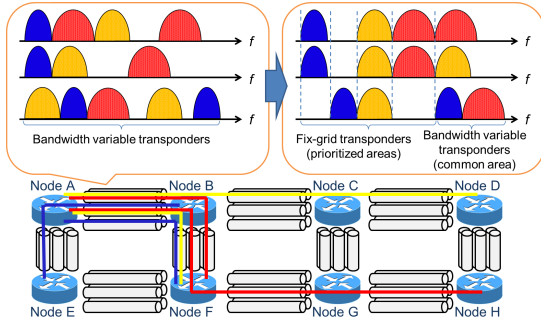 f
f
f
f
f
f
Bandwidth variable transponders
Fix-grid transponders
(prioritized areas)
Bandwidth variable
transponders
(common area)
Node A
Node B
Node C
Node D
Node E
Node F
Node G
Node H